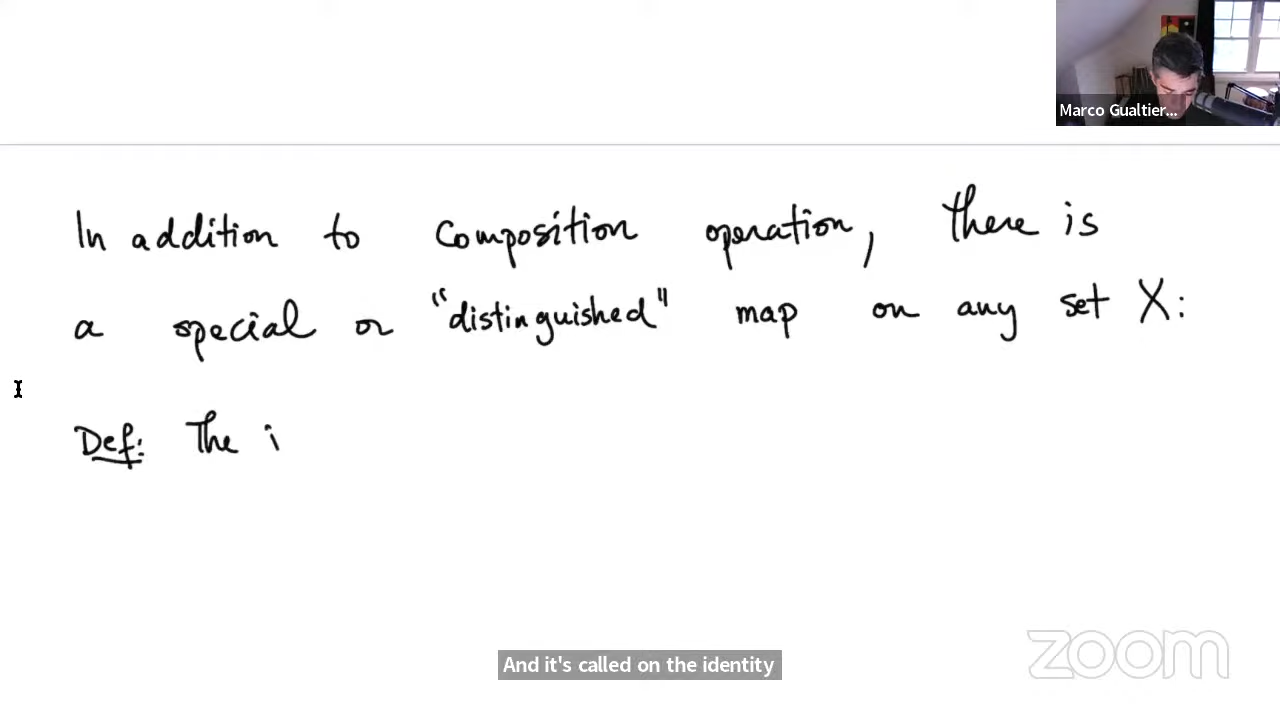 Marco Gualtier...
In addition to composition operation, there is
a special or "distinguished" map on any set X:
Def: The i
And it's called on the identity
zoom